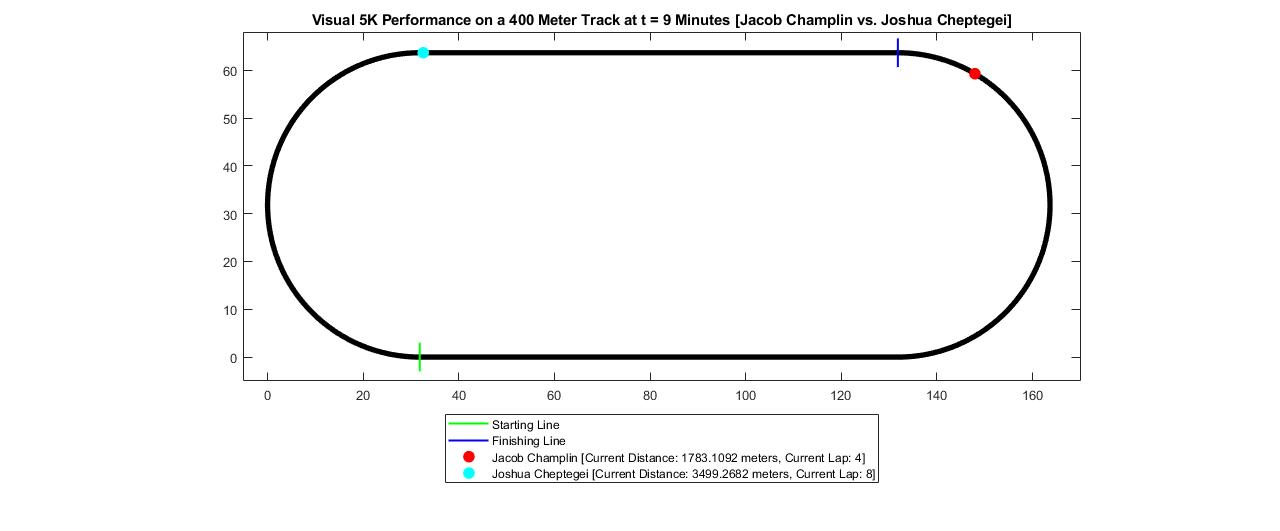 Visual 5K Performance on a 400 Meter Track at t = 9 Minutes [Jacob Champlin vs. Joshua Cheptegei]
60
50
40
30
20
10
0
0 20 40 60 80 100 120 140 160
Starting Line
Finishing Line
Jacob Champlin [Current Distance: 1783.1092 meters, Current Lap: 4]
Joshua Cheptegei [Current Distance: 3499.2682 meters, Current Lap: 8]